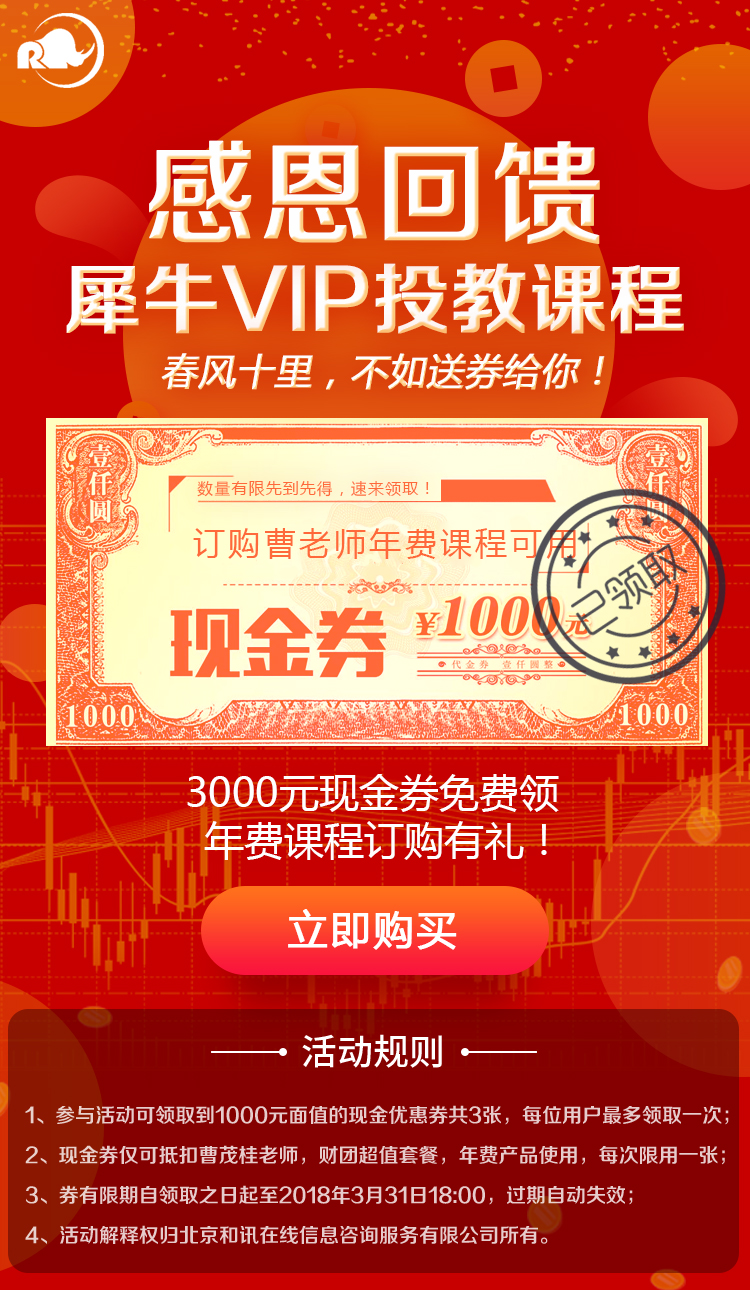 R
感恩回馈
犀牛VIP投教课程
春风十里，不如送券给你！
壹仟圆
壹仟圆
数量有限先到先得，速来领取！
订购曹老师年费课程可用
已领取
现金券
¥1000元
代金券 壹仟圆整
1000
1000
3000元现金券免费领
年费课程订购有礼！
立即购买
活动规则
1、参与活动可领取到1000元面值的现金优惠券共3张，每位用户最多领取一次；
2、现金券仅可抵扣曹茂桂老师，财团超值套餐，年费产品使用，每次限用一张；
3、券有限期自领取之日起至2018年3月31日18:00，过期自动失效；
4、活动解释权归北京和讯在线信息咨询服务有限公司所有。